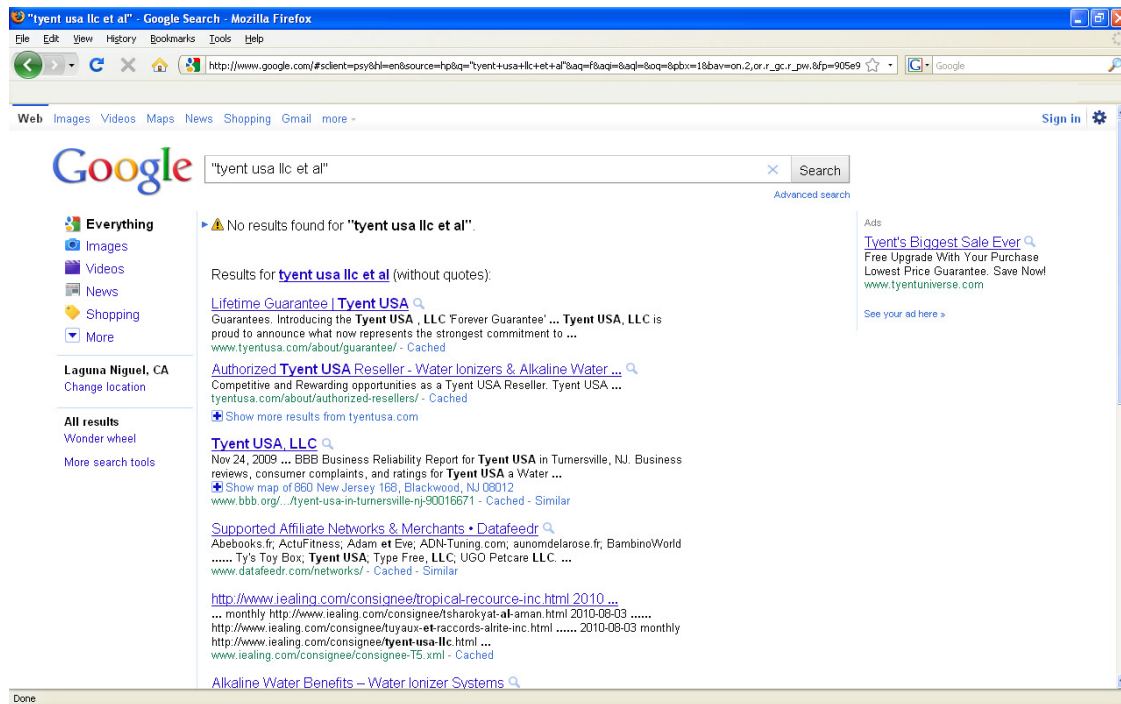 "tyent usa llc et al" - Google Search - Mozilla Firefox
File Edit View History Bookmarks Tools Help
http://www.google.com/#sclient=psy&hl=en&source=hp&q="tyent+usa+llc+et+al"&aq=f&aqi=&aql=&oq=&pbx=1&bav=on.2,or.r_gc.r_pw.&fp=905e9
Google
Web Images Videos Maps News Shopping Gmail more
Sign in
Google
"tyent usa llc et al"
Search
Advanced search
Everything
Images
Videos
News
Shopping
More
Laguna Niguel, CA
Change location
All results
Wonder wheel
More search tools
No results found for "tyent usa llc et al".
Results for tyent usa llc et al (without quotes):
Lifetime Guarantee | Tyent USA
Guarantees. Introducing the Tyent USA , LLC 'Forever Guarantee' ... Tyent USA, LLC is
proud to announce what now represents the strongest commitment to ...
www.tyentusa.com/about/guarantee/ - Cached
Authorized Tyent USA Reseller - Water Ionizers & Alkaline Water ...
Competitive and Rewarding opportunities as a Tyent USA Reseller. Tyent USA ...
tyentusa.com/about/authorized-resellers/ - Cached
Show more results from tyentusa.com
Tyent USA, LLC
Nov 24, 2009 ... BBB Business Reliability Report for Tyent USA in Turnersville, NJ. Business
reviews, consumer complaints, and ratings for Tyent USA a Water ...
Show map of 860 New Jersey 168, Blackwood, NJ 08012
www.bbb.org/.../tyent-usa-in-turnersville-nj-90016671 - Cached - Similar
Supported Affiliate Networks & Merchants • Datafeedr
Abebooks.fr; ActuFitness; Adam et Eve; ADN-Tuning.com; aunomdelarose.fr; BambinoWorld
...... Ty's Toy Box; Tyent USA; Type Free, LLC; UGO Petcare LLC. ...
www.datafeedr.com/networks/ - Cached - Similar
http://www.iealing.com/consignee/tropical-recource-inc.html 2010 ...
... monthly http://www.iealing.com/consignee/tsharokyat-al-aman.html 2010-08-03 ......
http://www.iealing.com/consignee/tuyaux-et-raccords-alrite-inc.html ...... 2010-08-03 monthly
http://www.iealing.com/consignee/tyent-usa-llc.html ...
www.iealing.com/consignee/consignee-T5.xml - Cached
Alkaline Water Benefits – Water Ionizer Systems
Ads
Tyent's Biggest Sale Ever
Free Upgrade With Your Purchase
Lowest Price Guarantee. Save Now!
www.tyentuniverse.com
See your ad here »
Done